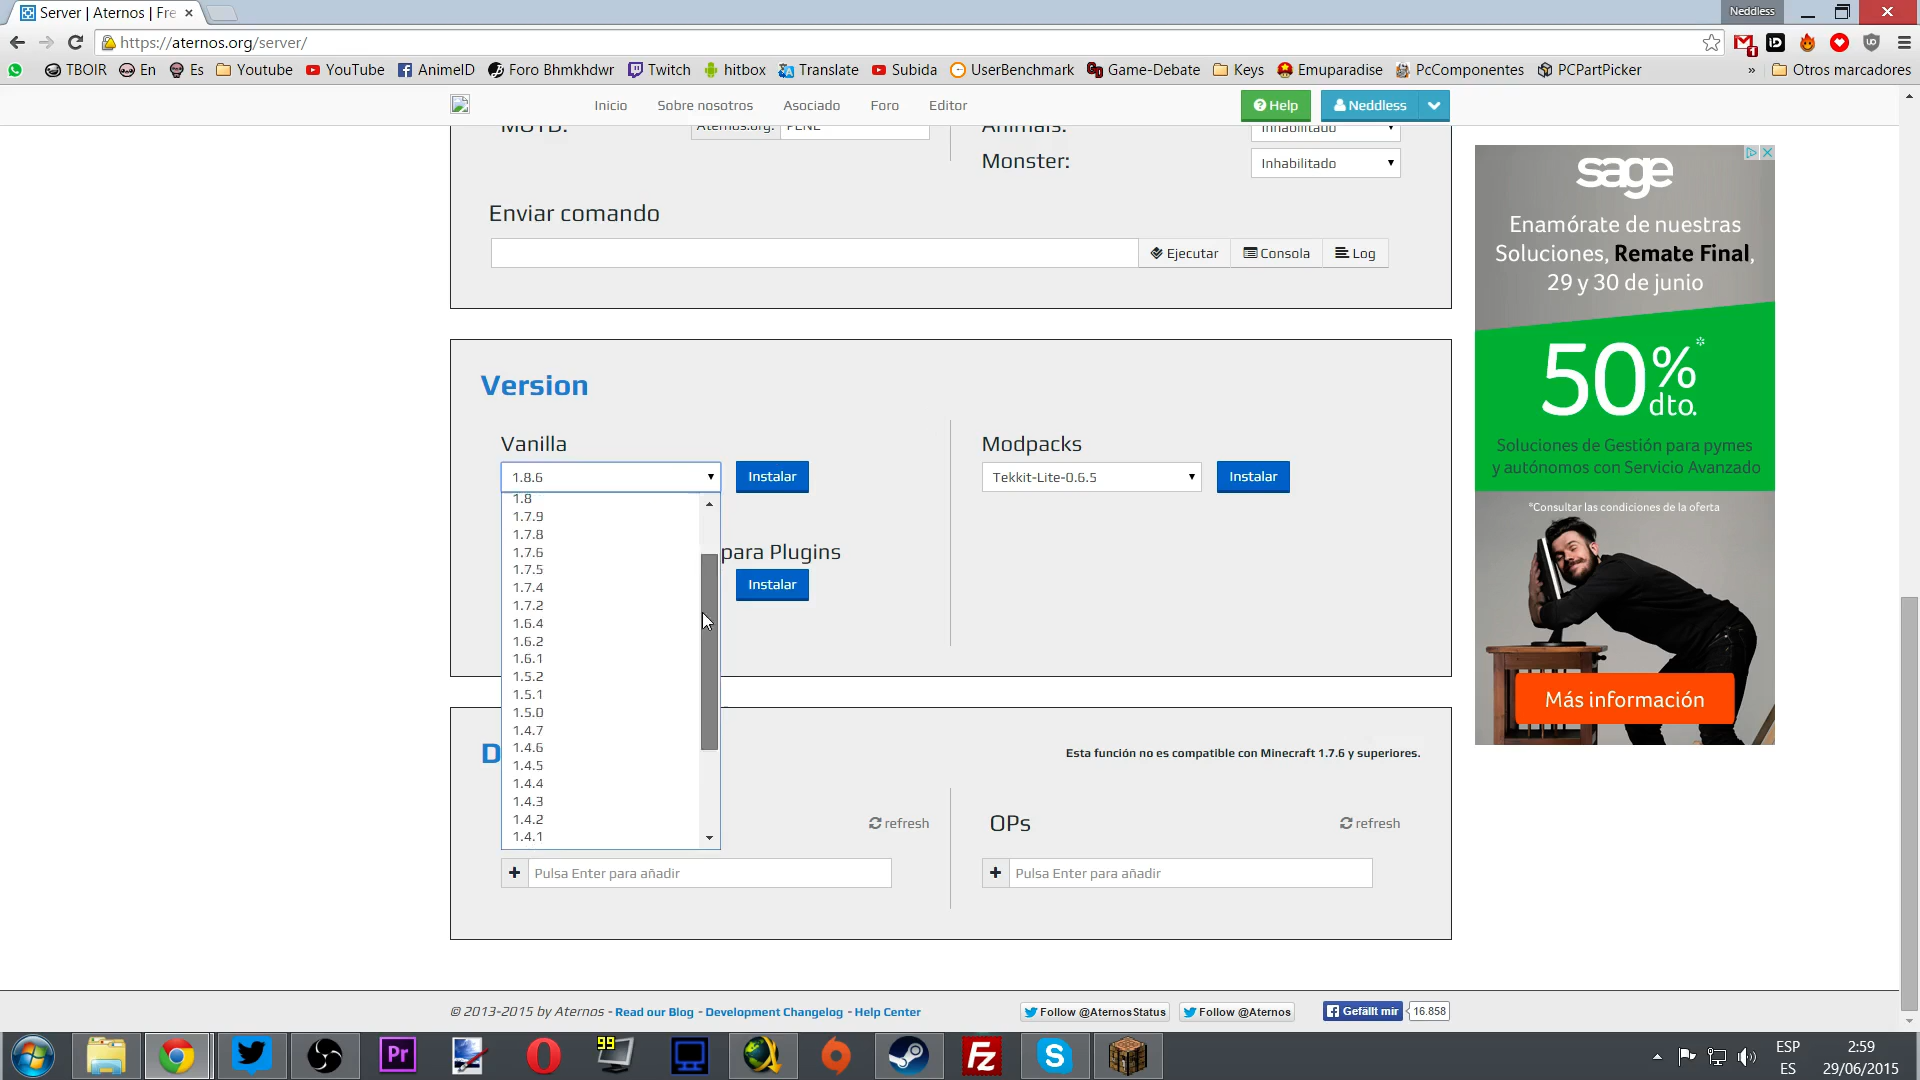 Server | Aternos | Fre
Neddless
https://aternos.org/server/
TBOIR
En
Es
Youtube
YouTube
AnimeID
Foro Bhmkhdwr
Twitch
hitbox
Translate
Subida
UserBenchmark
Game-Debate
Keys
Emuparadise
PcComponentes
PCPartPicker
»
Otros marcadores
Inicio
Sobre nosotros
Asociado
Foro
Editor
Help
Neddless
MOTD:
Aternos.org:
Animals:
Inhabilitado
Monster:
Inhabilitado
Enviar comando
Ejecutar
Consola
Log
Version
Vanilla
1.8.6
Instalar
Modpacks
Tekkit-Lite-0.6.5
Instalar
1.8
1.7.9
1.7.8
1.7.6
1.7.5
1.7.4
1.7.2
1.6.4
1.6.2
1.6.1
1.5.2
1.5.1
1.5.0
1.4.7
1.4.6
1.4.5
1.4.4
1.4.3
1.4.2
1.4.1
para Plugins
Instalar
D
Esta función no es compatible con Minecraft 1.7.6 y superiores.
refresh
OPs
refresh
Pulsa Enter para añadir
Pulsa Enter para añadir
sage
Enamórate de nuestras
Soluciones, Remate Final,
29 y 30 de junio
50%*
dto.
Soluciones de Gestión para pymes
y autónomos con Servicio Avanzado
*Consultar las condiciones de la oferta
Más información
© 2013-2015 by Aternos - Read our Blog - Development Changelog - Help Center
Follow @AternosStatus
Follow @Aternos
Gefällt mir
16.858
Pr
99
Fz
ESP
ES
2:59
29/06/2015